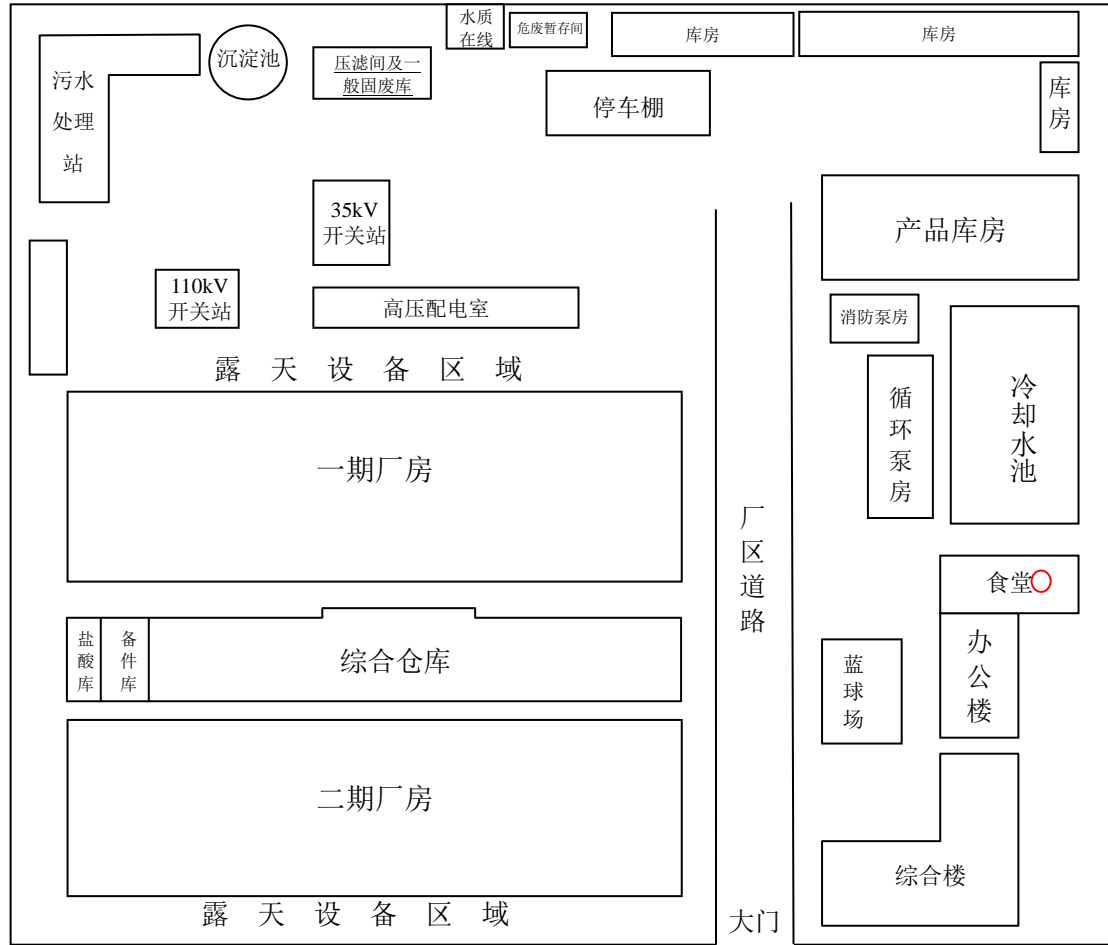 水质
在线
危废暂存间
库房
库房
沉淀池
压滤间及一
般固废库
污水
处理
站
停车棚
库
房
35kV
开关站
产品库房
110kV
开关站
高压配电室
消防泵房
露天设备区域
循
环
泵
房
冷
却
水
池
一期厂房
厂
区
道
路
食堂
盐
酸
库
备
件
库
综合仓库
办
公
楼
蓝
球
场
二期厂房
综合楼
露天设备区域
大门